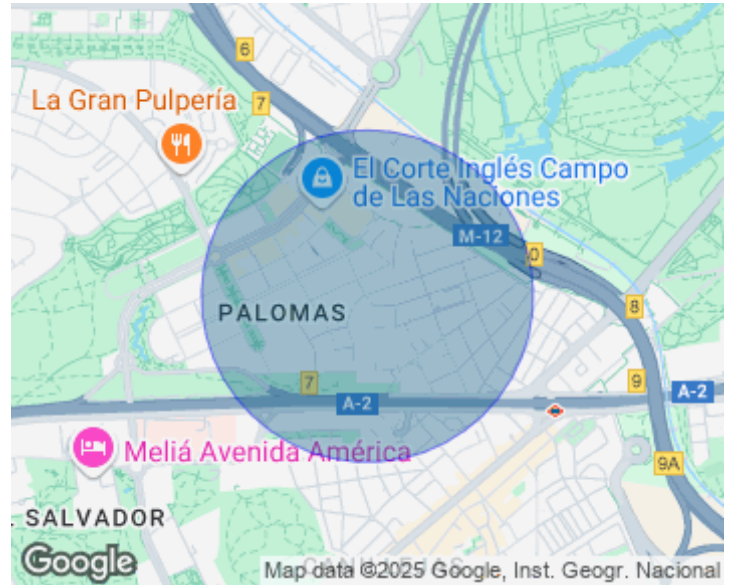 6
La Gran Pulpería
7
El Corte Inglés Campo
de Las Naciones
M-12
0
8
PALOMAS
7
9
A-2
A-2
Meliá Avenida América
9A
SALVADOR
Google
Map data ©2025 Google, Inst. Geogr. Nacional